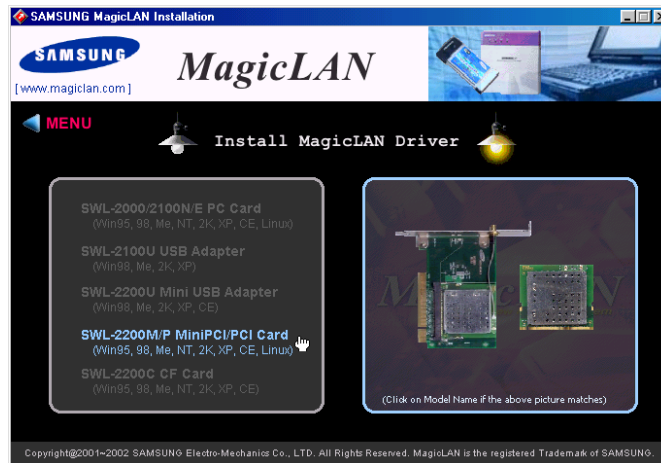 SAMSUNG MagicLAN Installation
SAMSUNG
MagicLAN
[ www.magiclan.com ]
MENU
Install MagicLAN Driver
SWL-2000/2100N/E PC Card
(Win95, 98, Me, NT, 2K, XP, CE, Linux)
SWL-2100U USB Adapter
(Win98, Me, 2K, XP)
SWL-2200U Mini USB Adapter
(Win98, Me, 2K, XP, CE)
SWL-2200M/P MiniPCI/PCI Card
(Win95, 98, Me, NT, 2K, XP, CE, Linux)
SWL-2200C CF Card
(Win95, 98, Me, NT, 2K, XP, CE)
MagicLAN
(Click on Model Name if the above picture matches)
Copyright@2001~2002 SAMSUNG Electro-Mechanics Co., LTD. All Rights Reserved. MagicLAN is the registered Trademark of SAMSUNG.